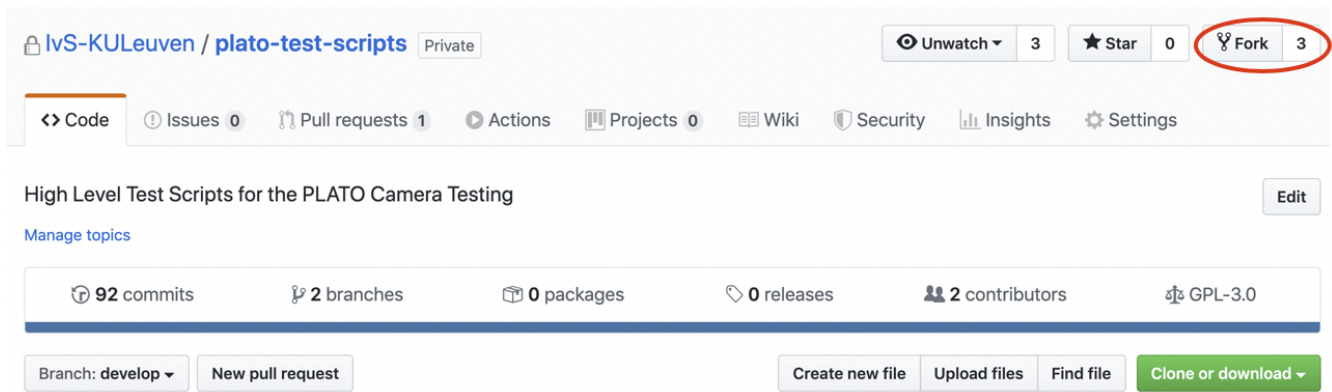 IvS-KULeuven / plato-test-scripts Private Unwatch 3 Star 0 Fork 3
Code Issues 0 Pull requests 1 Actions Projects 0 Wiki Security Insights Settings
High Level Test Scripts for the PLATO Camera Testing Edit
Manage topics
92 commits 2 branches 0 packages 0 releases 2 contributors GPL-3.0
Branch: develop New pull request Create new file Upload files Find file Clone or download